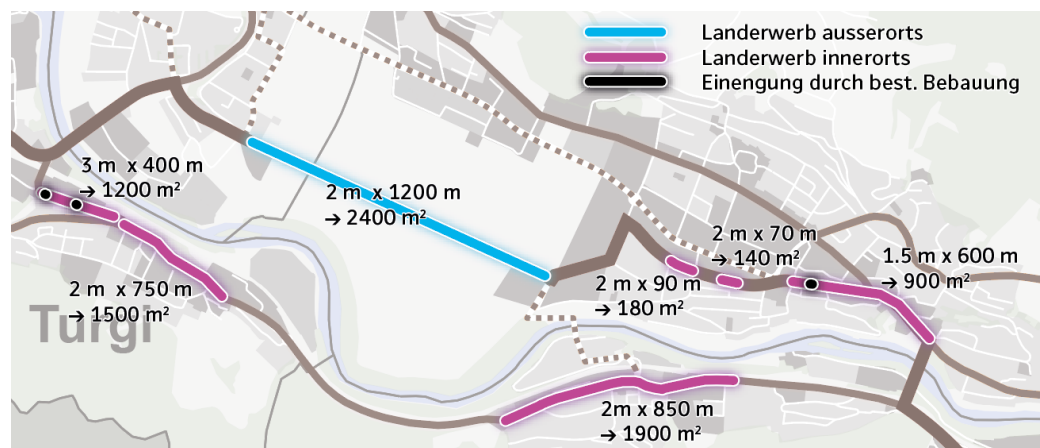 Landerwerb ausserorts
Landerwerb innerorts
Einengung durch best. Bebauung
3 m x 400 m
→ 1200 m²
2 m x 1200 m
→ 2400 m²
2 m x 70 m
→ 140 m²
1.5 m x 600 m
→ 900 m²
2 m x 90 m
→ 180 m²
2 m x 750 m
→ 1500 m²
Turgi
2m x 850 m
→ 1900 m²